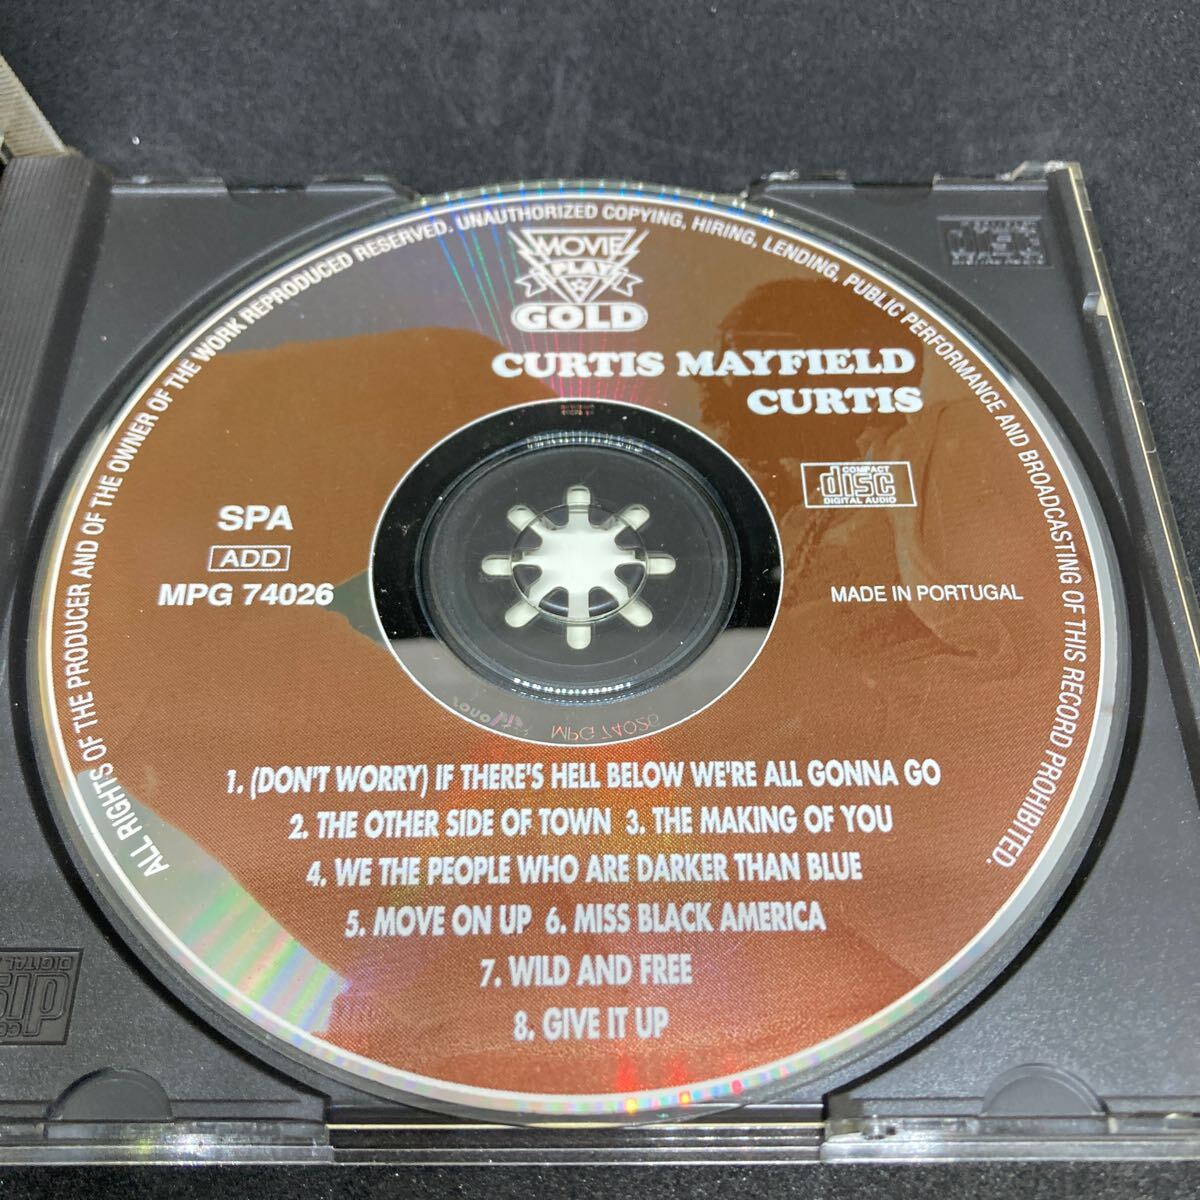 ALL RIGHTS OF THE PRODUCER AND OF THE OWNER OF THE WORK REPRODUCED RESERVED. UNAUTHORIZED COPYING, HIRING, LENDING, PUBLIC PERFORMANCE AND BROADCASTING OF THIS RECORD PROHIBITED.
MOVIE
PLAY
GOLD
CURTIS MAYFIELD
CURTIS
COMPACT
disc
DIGITAL AUDIO
SPA
ADD
MPG 74026
MADE IN PORTUGAL
MPG 74026
1. (DON'T WORRY) IF THERE'S HELL BELOW WE'RE ALL GONNA GO
2. THE OTHER SIDE OF TOWN 3. THE MAKING OF YOU
4. WE THE PEOPLE WHO ARE DARKER THAN BLUE
5. MOVE ON UP 6. MISS BLACK AMERICA
7. WILD AND FREE
8. GIVE IT UP